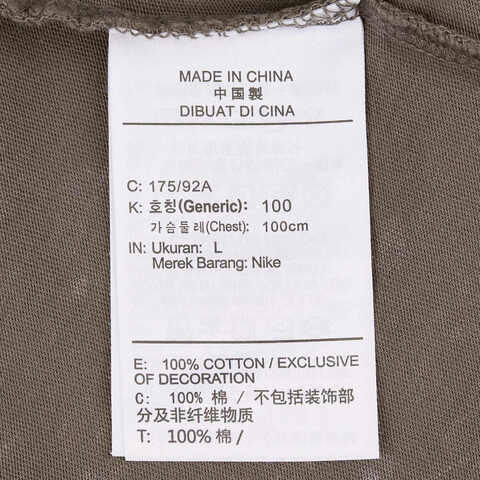 MADE IN CHINA
中国製
DIBUAT DI CINA
C: 175/92A
K: 호칭(Generic): 100
가슴둘레(Chest): 100cm
IN: Ukuran: L
Merek Barang: Nike
E: 100% COTTON / EXCLUSIVE
OF DECORATION
C: 100% 棉 / 不包括装饰部
分及非纤维物质
T: 100% 棉 /